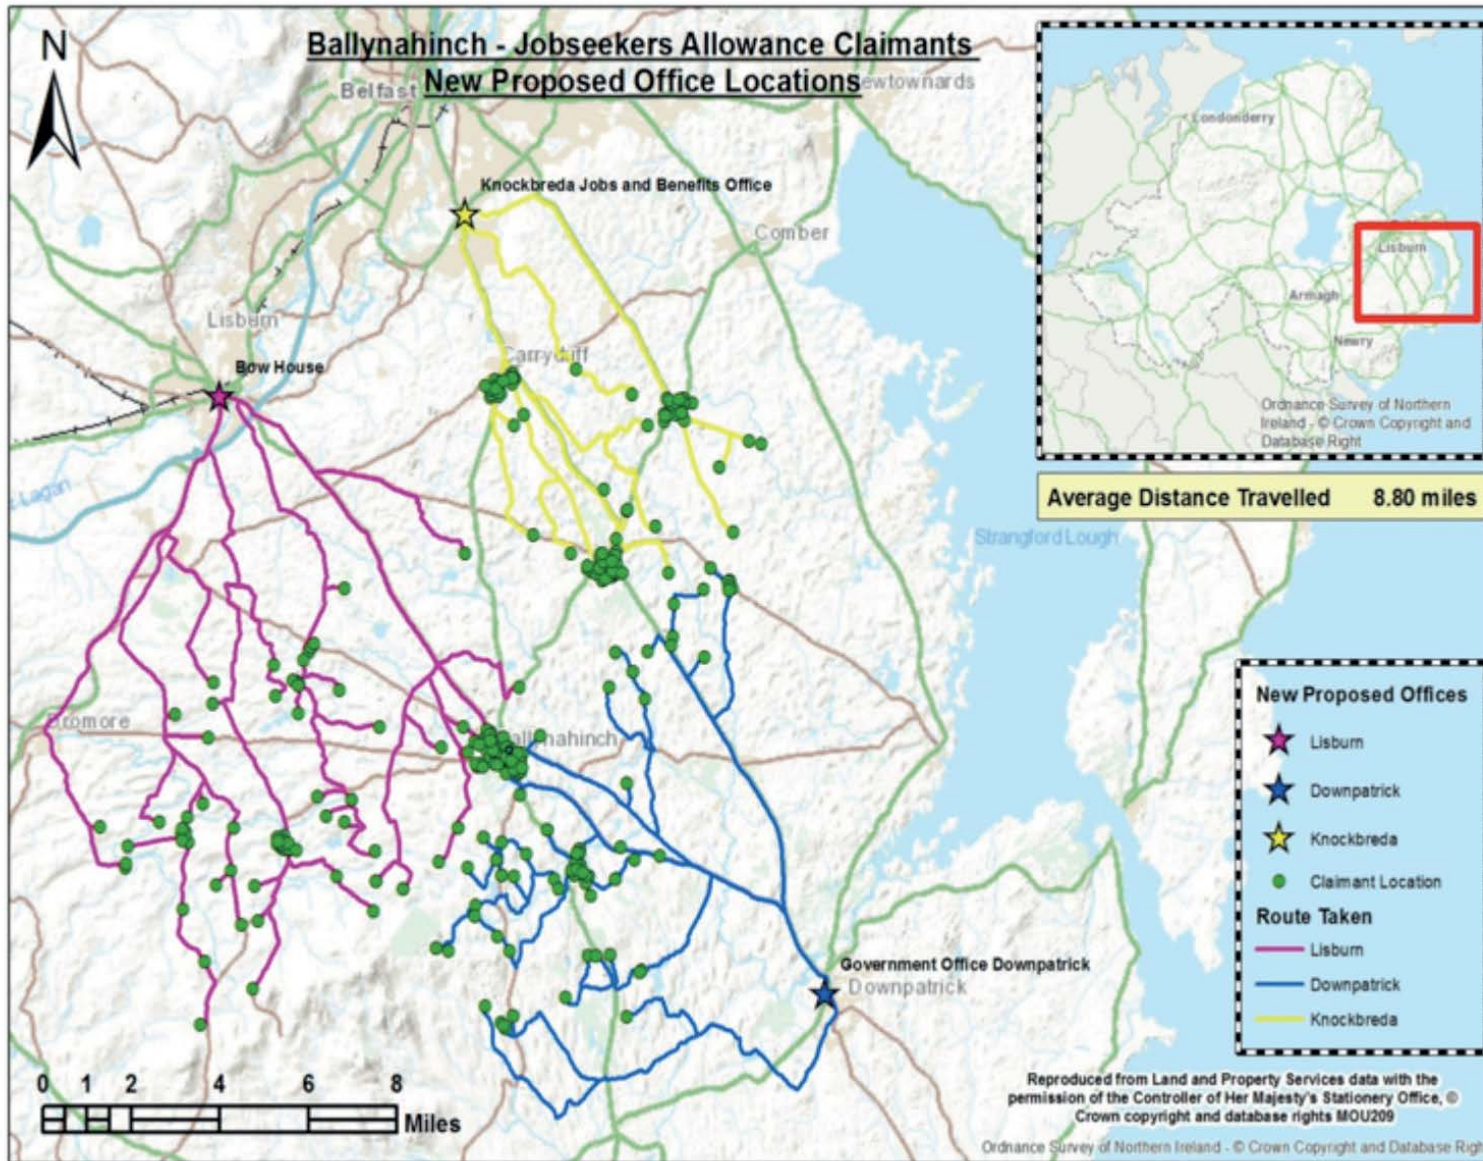 N
Ballynahinch - Jobseekers Allowance Claimants
New Proposed Office Locations
Belfast
ewtownards
Knockbreda Jobs and Benefits Office
Comber
Lisburn
Bow House
Carryduff
Lagan
Strangford Lough
Dromore
Ballynahinch
Government Office Downpatrick
Downpatrick
Londonderry
Lisburn
Armagh
Newry
Ordnance Survey of Northern
Ireland - © Crown Copyright and
Database Right
Average Distance Travelled 8.80 miles
New Proposed Offices
Lisburn
Downpatrick
Knockbreda
Claimant Location
Route Taken
Lisburn
Downpatrick
Knockbreda
0 1 2 4 6 8
Miles
Reproduced from Land and Property Services data with the
permission of the Controller of Her Majesty's Stationery Office, ©
Crown copyright and database rights MOU209
Ordnance Survey of Northern Ireland - © Crown Copyright and Database Righ